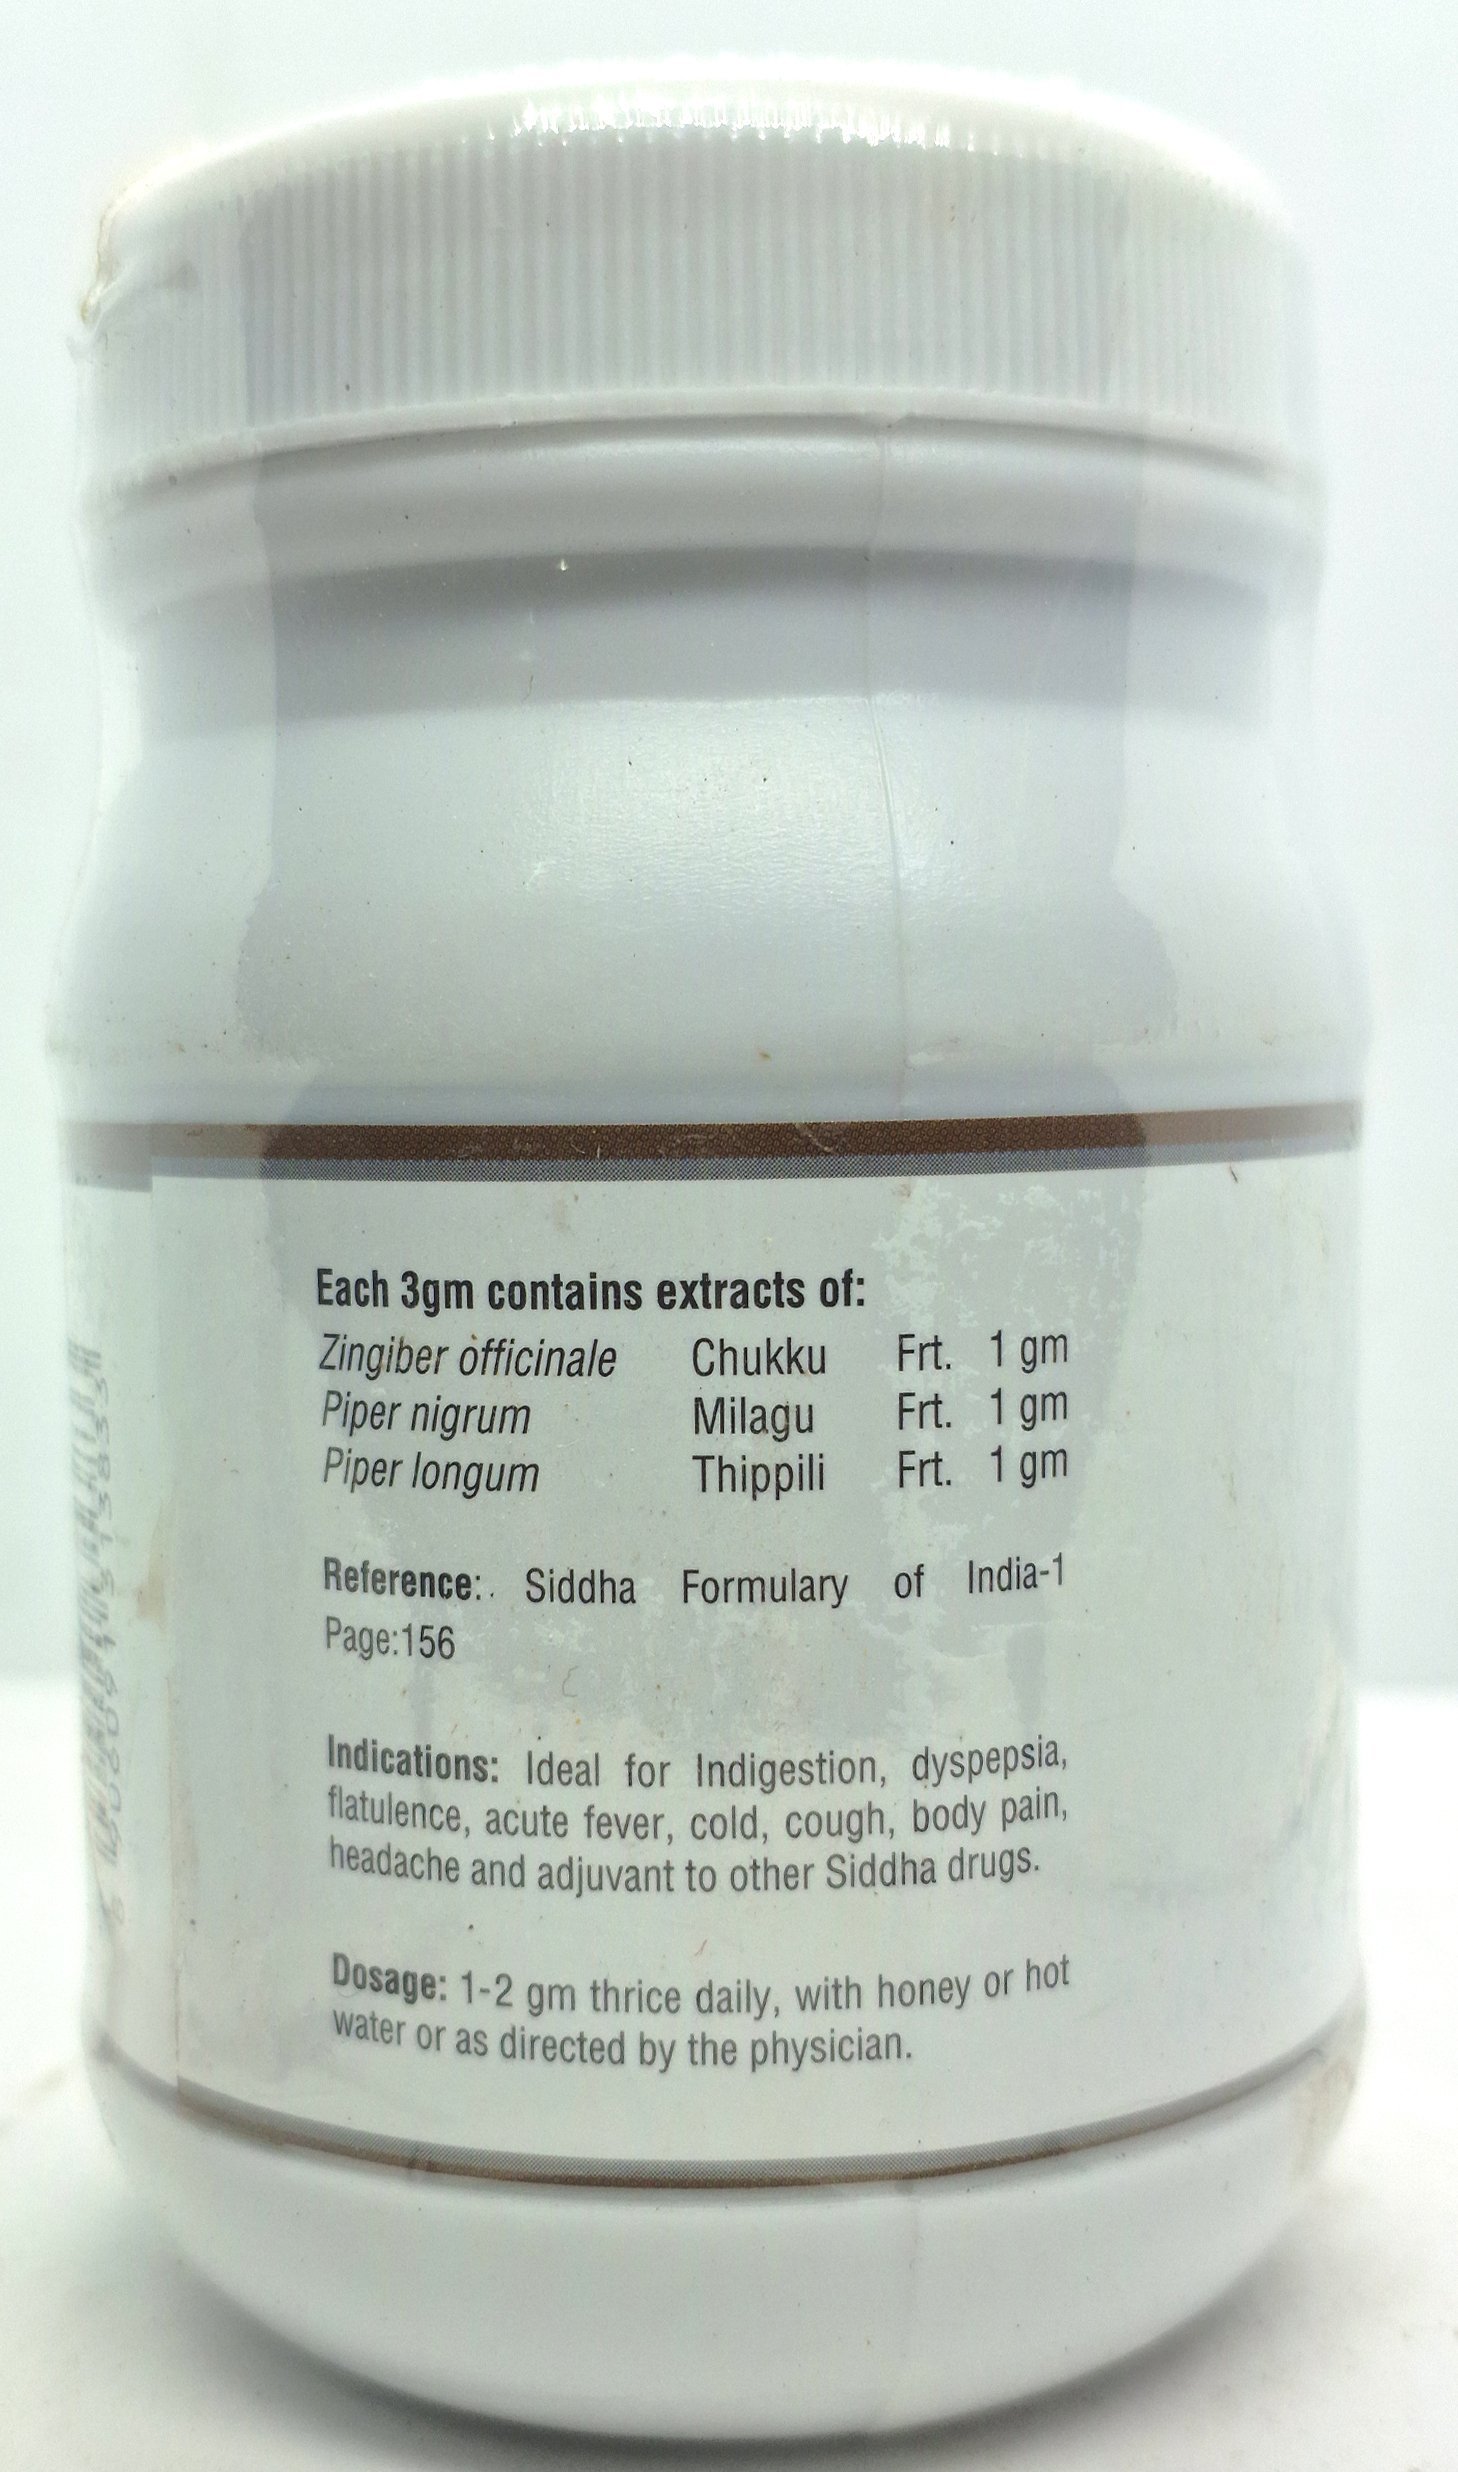 Each 3gm contains extracts of:
Zingiber officinale Chukku Frt. 1 gm
Piper nigrum Milagu Frt. 1 gm
Piper longum Thippili Frt. 1 gm
Reference: Siddha Formulary of India-1
Page:156
Indications: Ideal for Indigestion, dyspepsia,
flatulence, acute fever, cold, cough, body pain,
headache and adjuvant to other Siddha drugs.
Dosage: 1-2 gm thrice daily, with honey or hot
water or as directed by the physician.